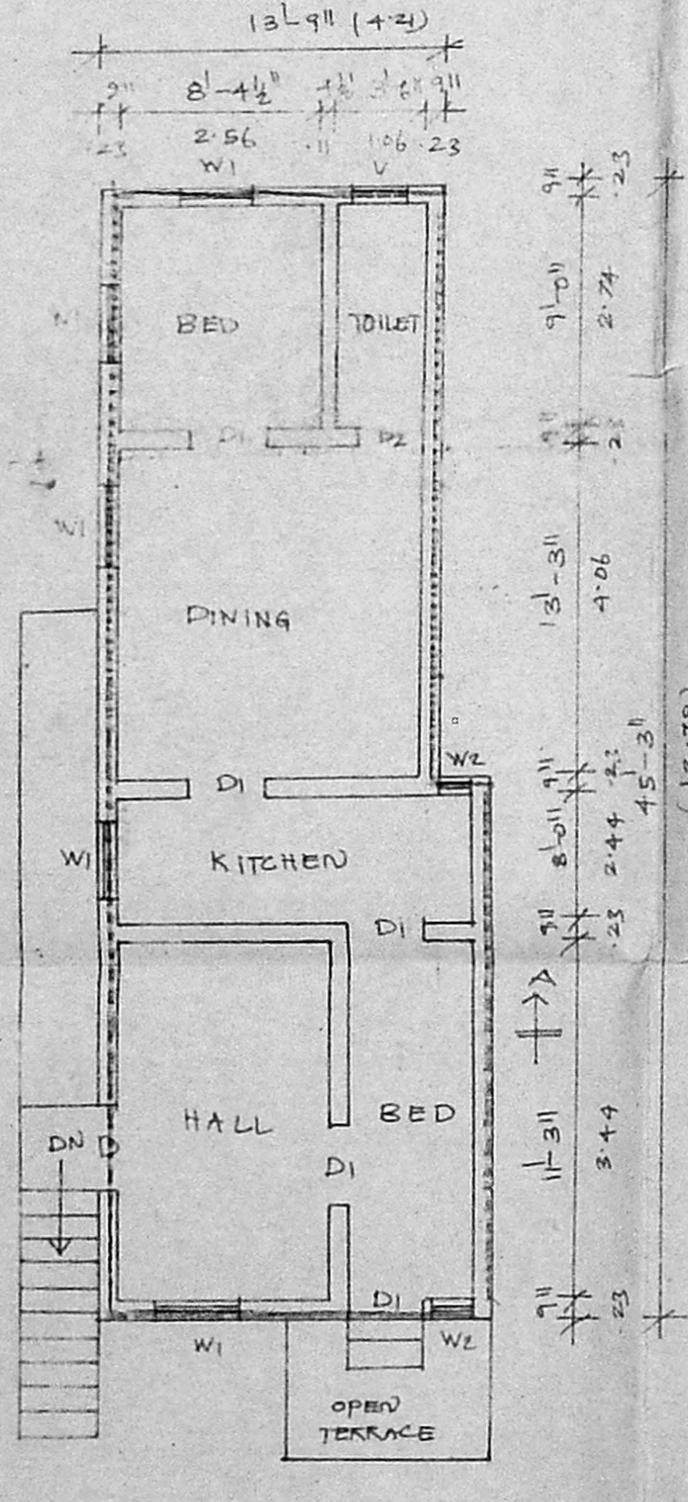 13'-9" (4.21)
9" 8'-4½" 4½" 3'-6" 9"
.23 2.56 .11 1.06 .23
W1 V
9" .23
BED TOILET
9'-0" 2.74
D1 D2
9" .23
W1
13'-3" 4.06
DINING
W2
D1
9" .23
45'-3"
W1 KITCHEN
8'-0" 2.44
D1
9" .23
A
HALL BED
DN D
D1
11'-3" 3.44
D1
9" .23
W1 W2
OPEN
TERRACE